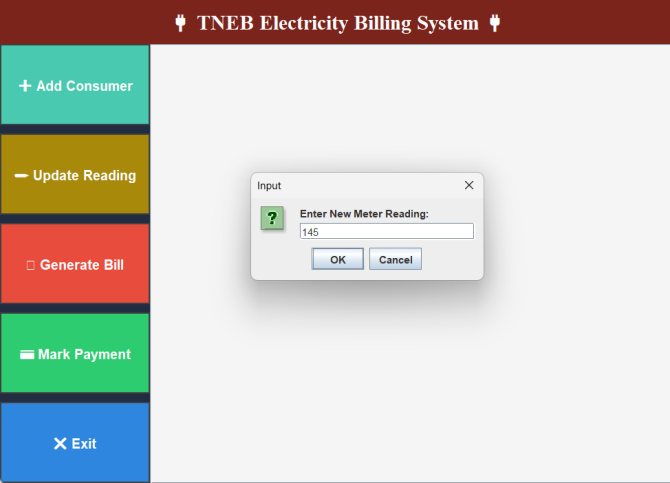 TNEB Electricity Billing System
Add Consumer
Update Reading
Generate Bill
Mark Payment
Exit
Input
Enter New Meter Reading:
145
OK
Cancel